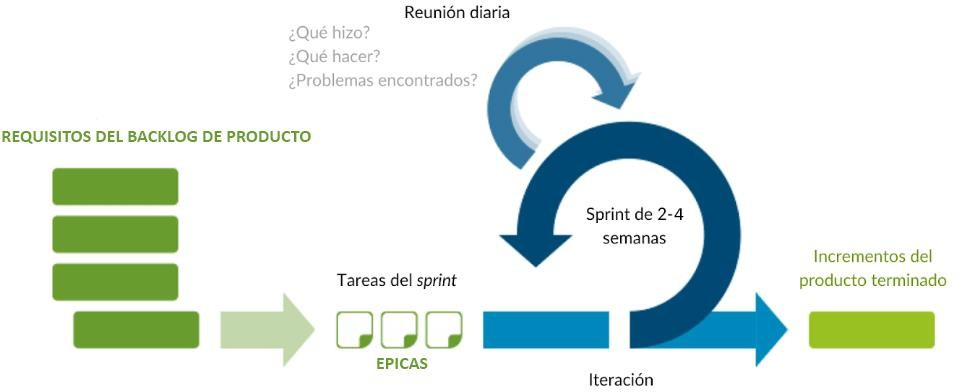 Reunión diaria
¿Qué hizo?
¿Qué hacer?
¿Problemas encontrados?
REQUISITOS DEL BACKLOG DE PRODUCTO
Sprint de 2-4
semanas
Tareas del sprint
EPICAS
Incrementos del
producto terminado
Iteración